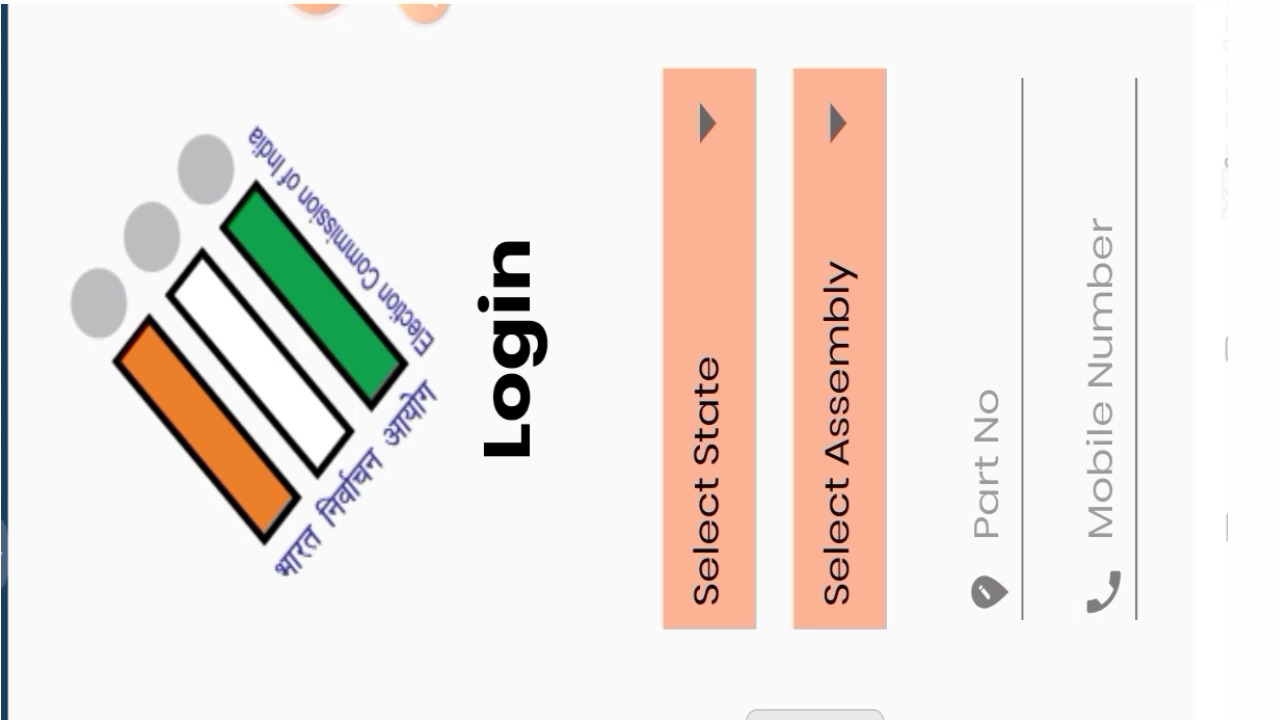 भारत निर्वाचन आयोग
Election Commission of India
Login
Select State
Select Assembly
Part No
Mobile Number